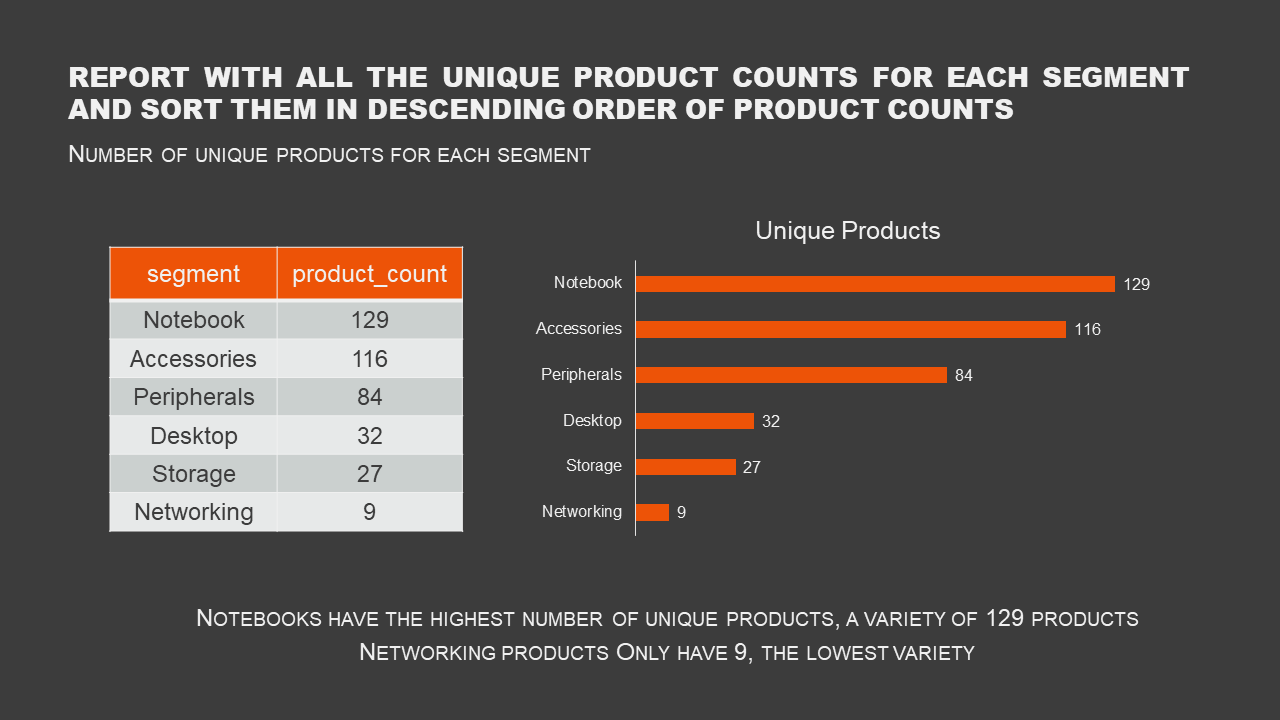 REPORT WITH ALL THE UNIQUE PRODUCT COUNTS FOR EACH SEGMENT
AND SORT THEM IN DESCENDING ORDER OF PRODUCT COUNTS
NUMBER OF UNIQUE PRODUCTS FOR EACH SEGMENT
segment product_count
Notebook 129
Accessories 116
Peripherals 84
Desktop 32
Storage 27
Networking 9
Unique Products
Notebook 129
Accessories 116
Peripherals 84
Desktop 32
Storage 27
Networking 9
NOTEBOOKS HAVE THE HIGHEST NUMBER OF UNIQUE PRODUCTS, A VARIETY OF 129 PRODUCTS
NETWORKING PRODUCTS ONLY HAVE 9, THE LOWEST VARIETY